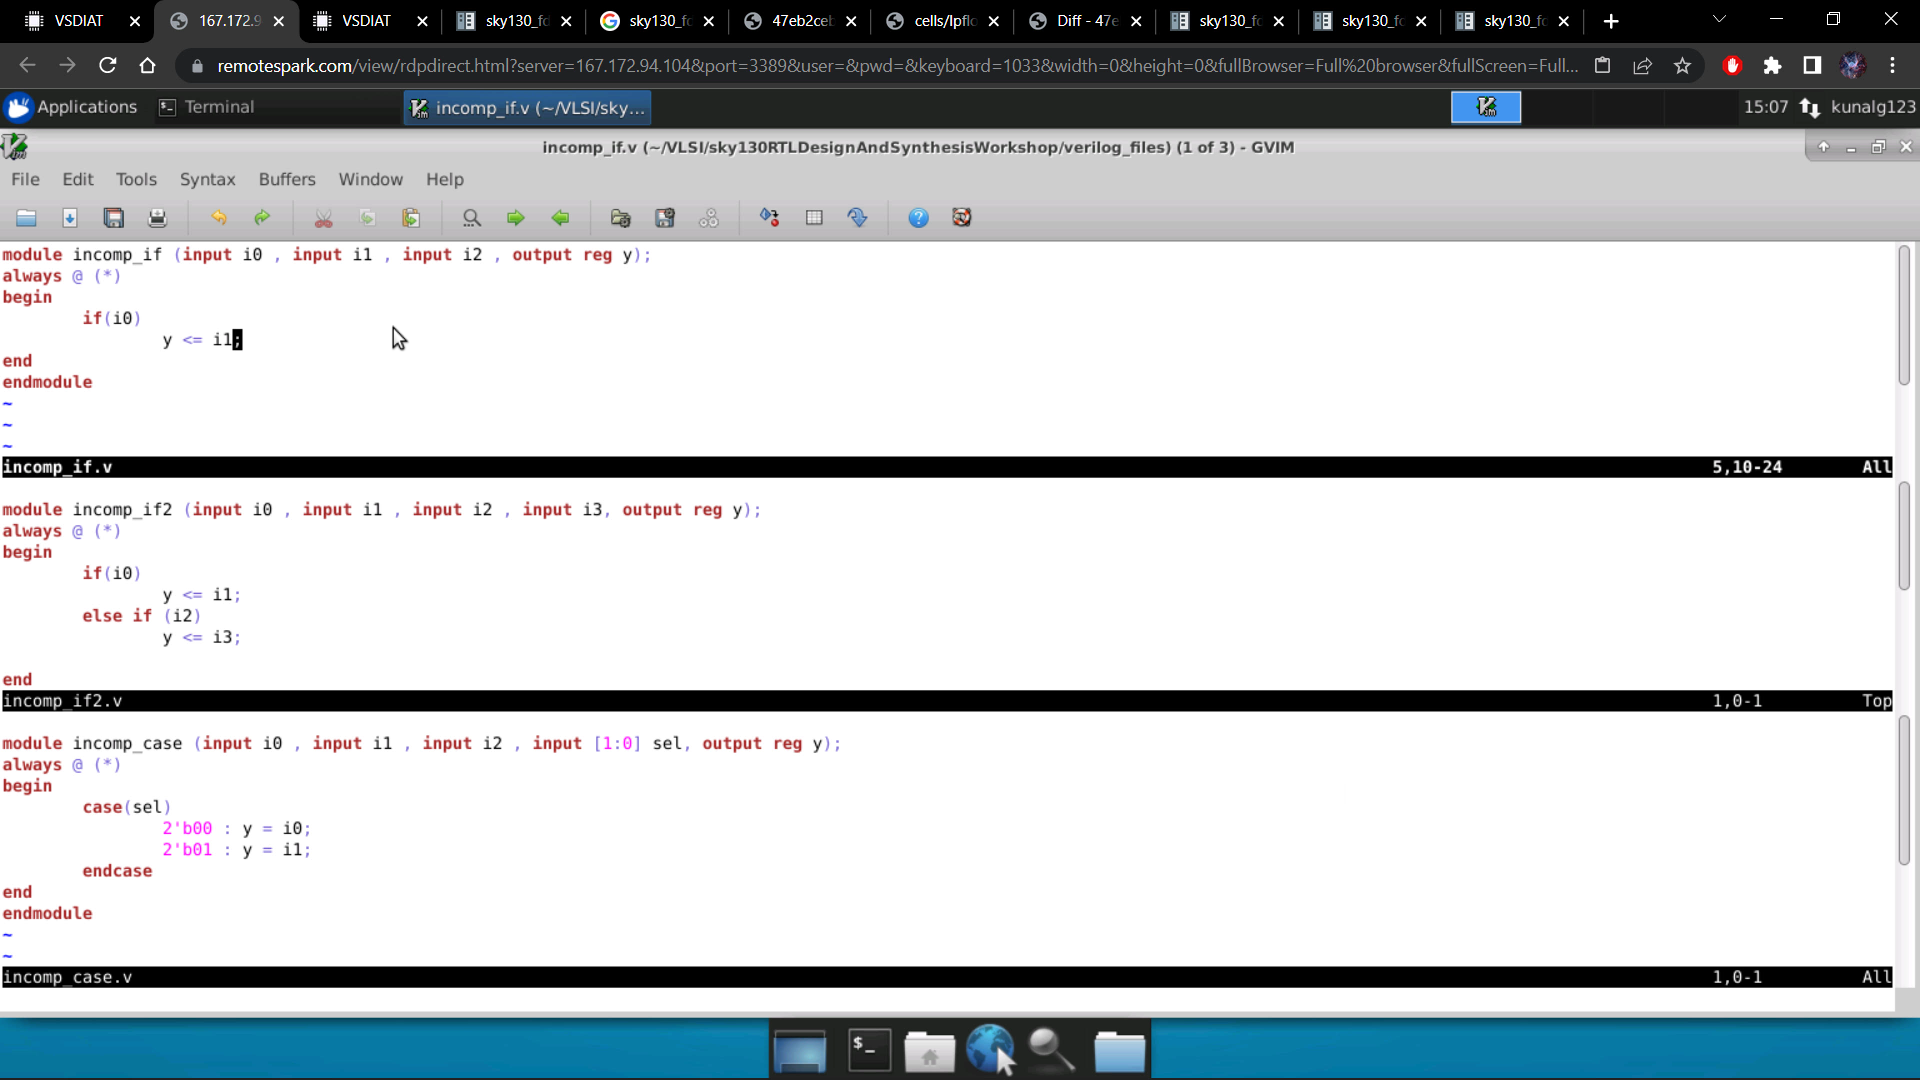 VSDIAT
167.172.9
VSDIAT
sky130_fd
sky130_fd
47eb2ceb
cells/lpflo
Diff - 47e
sky130_fd
sky130_fd
sky130_fd
remotespark.com/view/rdpdirect.html?server=167.172.94.104&port=3389&user=&pwd=&keyboard=1033&width=0&height=0&fullBrowser=Full%20browser&fullScreen=Full...
Applications
Terminal
incomp_if.v (~/VLSI/sky...
15:07
kunalg123
incomp_if.v (~/VLSI/sky130RTLDesignAndSynthesisWorkshop/verilog_files) (1 of 3) - GVIM
File Edit Tools Syntax Buffers Window Help
module incomp_if (input i0 , input i1 , input i2 , output reg y);
always @ (*)
begin
if(i0)
y <= i1;
end
endmodule
~
~
~
incomp_if.v 5,10-24 All
module incomp_if2 (input i0 , input i1 , input i2 , input i3, output reg y);
always @ (*)
begin
if(i0)
y <= i1;
else if (i2)
y <= i3;
end
incomp_if2.v 1,0-1 Top
module incomp_case (input i0 , input i1 , input i2 , input [1:0] sel, output reg y);
always @ (*)
begin
case(sel)
2'b00 : y = i0;
2'b01 : y = i1;
endcase
end
endmodule
~
~
incomp_case.v 1,0-1 All
$_